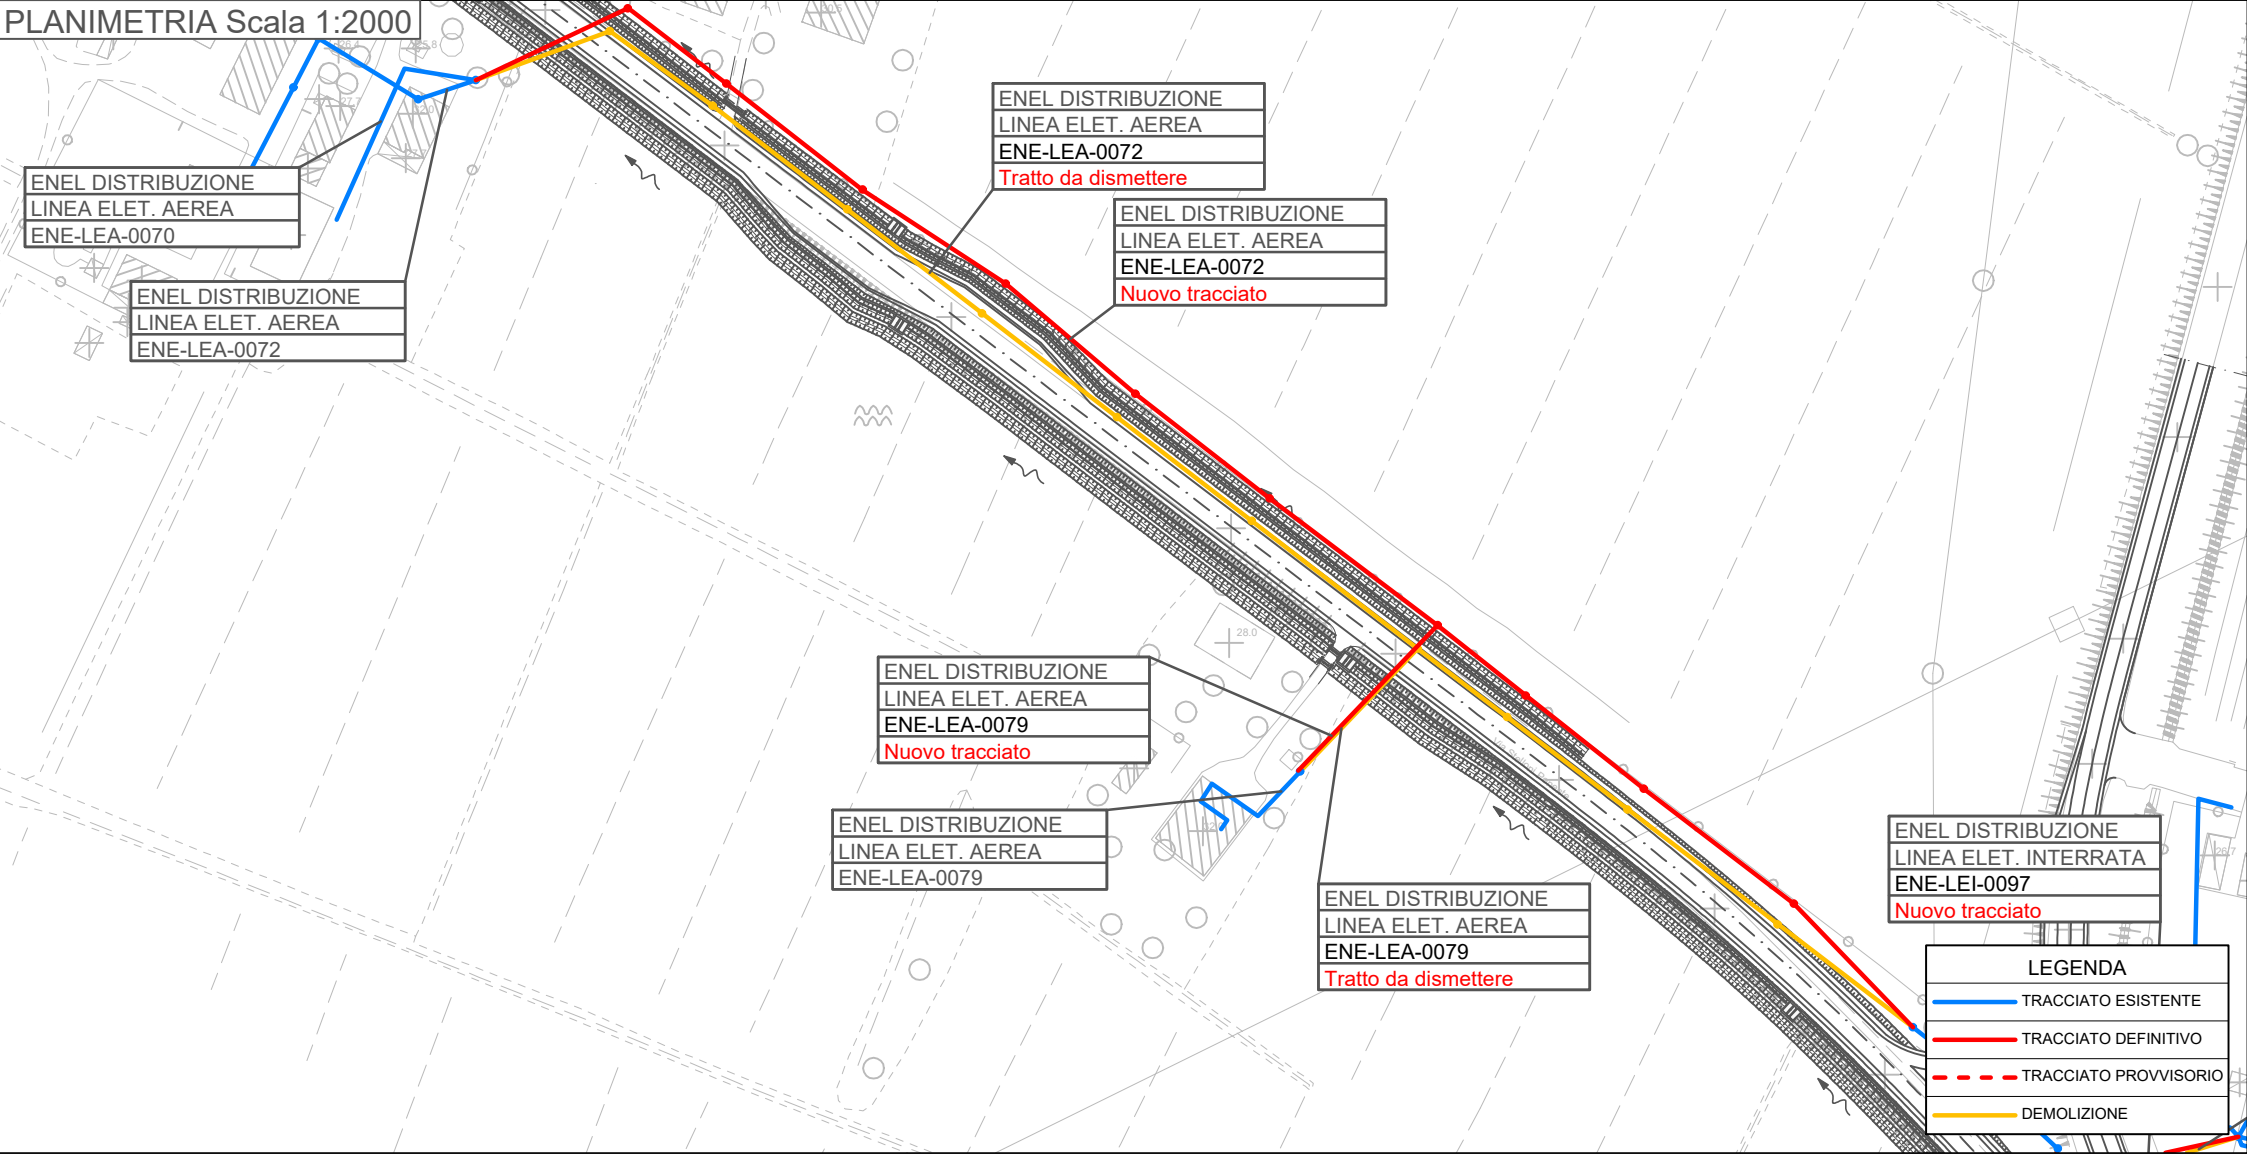 PLANIMETRIA Scala 1:2000
ENEL DISTRIBUZIONE
LINEA ELET. AEREA
ENE-LEA-0070
ENEL DISTRIBUZIONE
LINEA ELET. AEREA
ENE-LEA-0072
ENEL DISTRIBUZIONE
LINEA ELET. AEREA
ENE-LEA-0072
Tratto da dismettere
ENEL DISTRIBUZIONE
LINEA ELET. AEREA
ENE-LEA-0072
Nuovo tracciato
28.0
ENEL DISTRIBUZIONE
LINEA ELET. AEREA
ENE-LEA-0079
Nuovo tracciato
ENEL DISTRIBUZIONE
LINEA ELET. AEREA
ENE-LEA-0079
ENEL DISTRIBUZIONE
LINEA ELET. AEREA
ENE-LEA-0079
Tratto da dismettere
ENEL DISTRIBUZIONE
LINEA ELET. INTERRATA
ENE-LEI-0097
Nuovo tracciato
LEGENDA
TRACCIATO ESISTENTE
TRACCIATO DEFINITIVO
TRACCIATO PROVVISORIO
DEMOLIZIONE